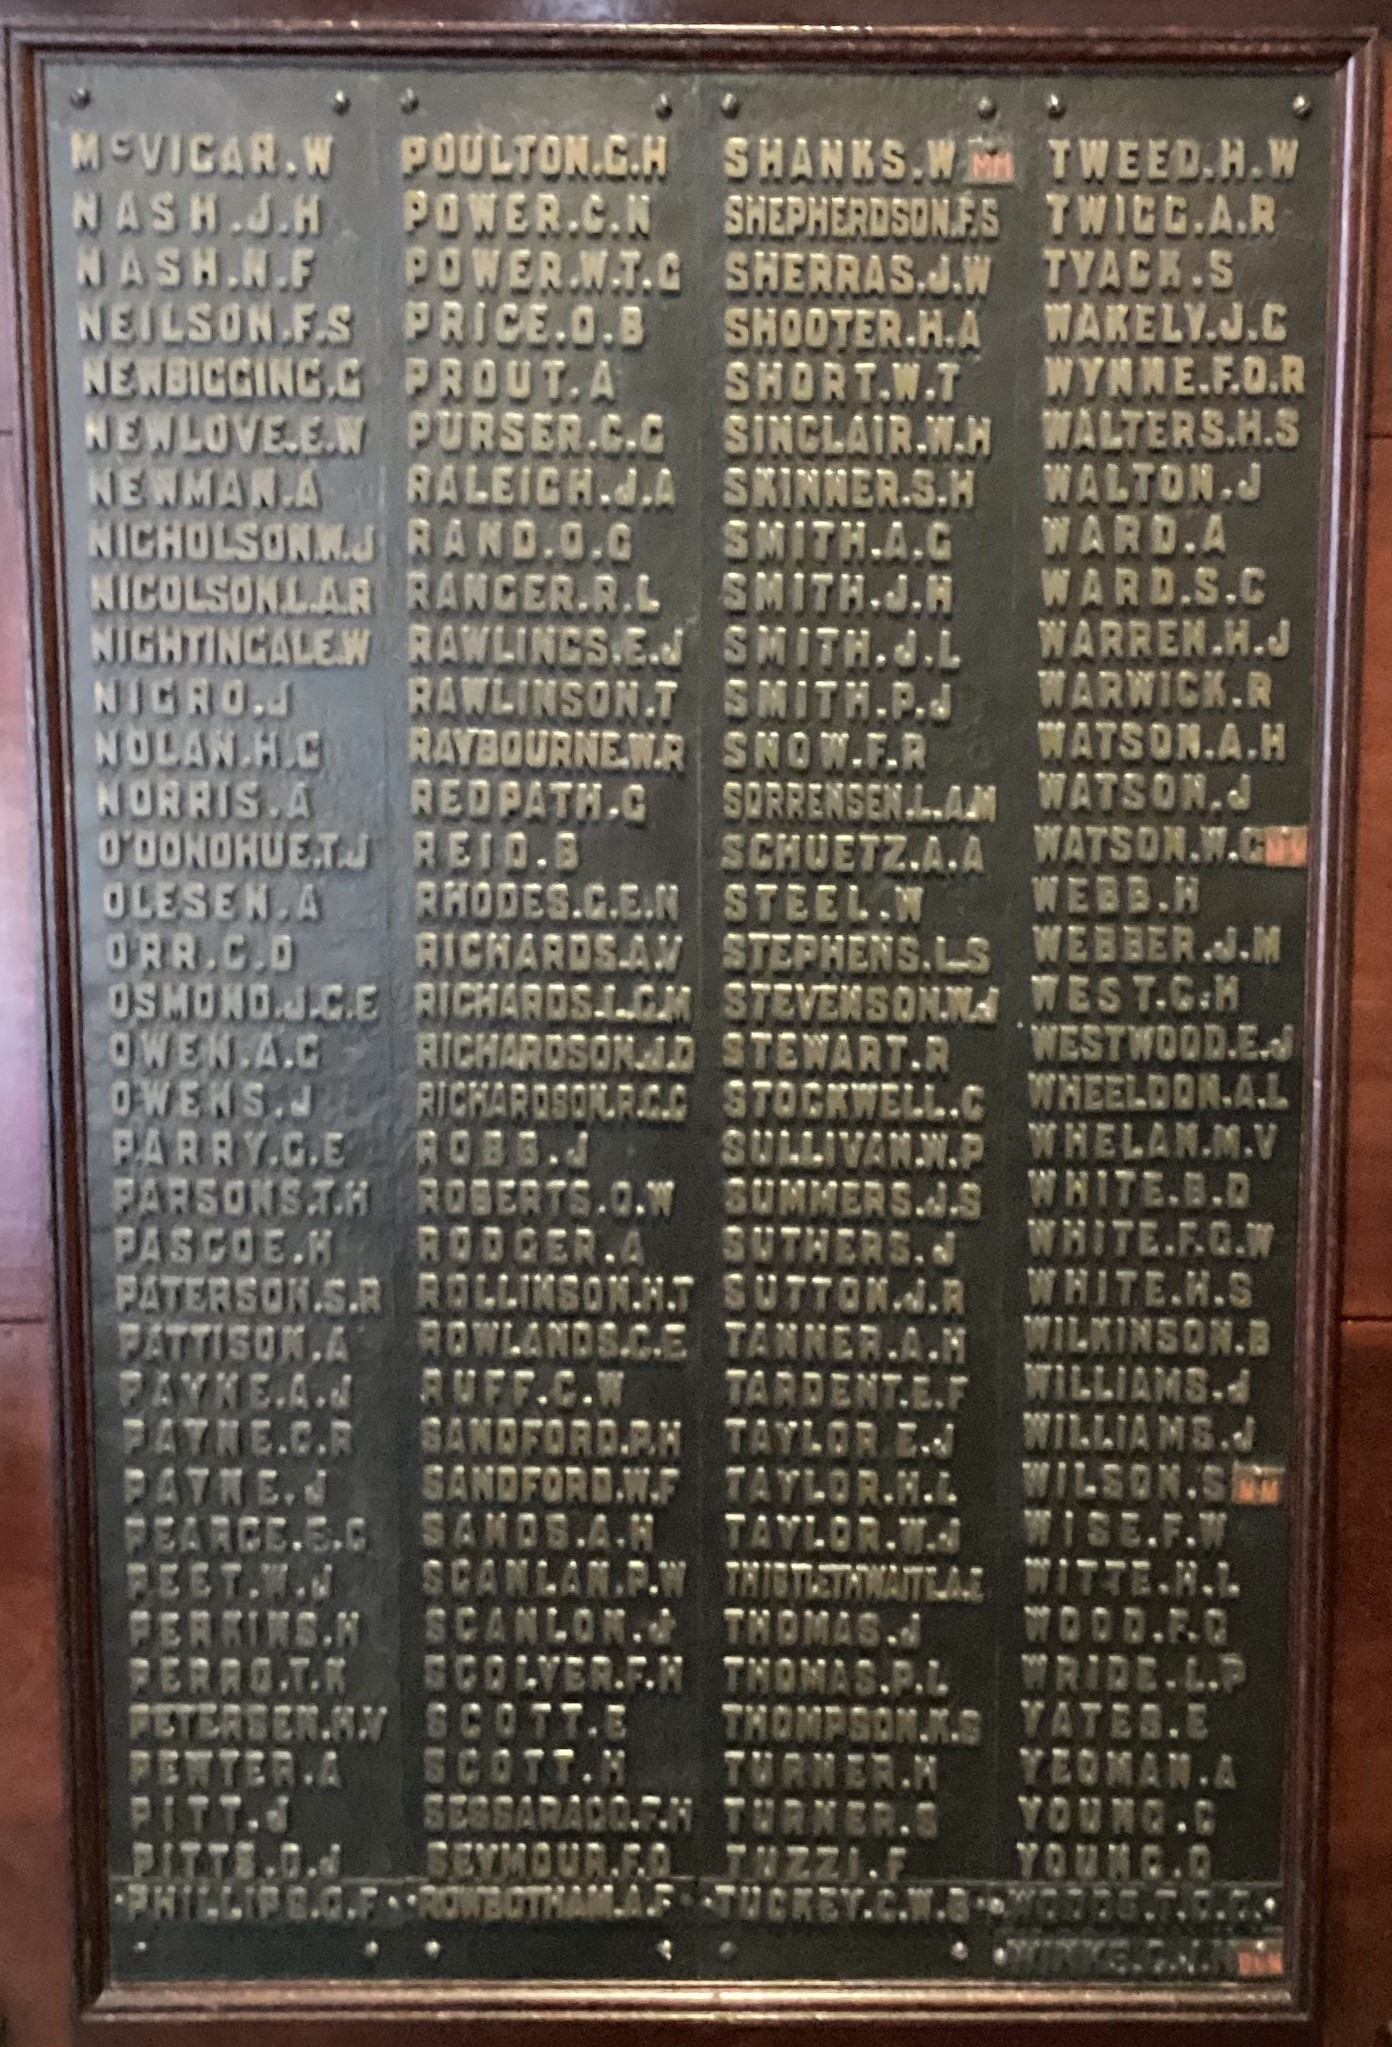 McVICAR.W
NASH.J.H
NASH.N.F
NEILSON.F.S
NEWBIGGING.G
NEWLOVE.E.W
NEWMAN.A
NICHOLSON.W.J
NICOLSON.L.A.R
NIGHTINGALE.W
NIGRO.J
NOLAN.H.G
NORRIS.A
O'DONOHUE.T.J
OLESEN.A
ORR.C.D
OSMOND.J.C.E
OWEN.A.G
OWENS.J
PARRY.G.E
PARSONS.T.H
PASCOE.H
PATERSON.S.R
PATTISON.A
PAYNE.A.J
PAYNE.C.R
PAYNE.J
PEARCE.E.C
PEET.W.J
PERKINS.H
PERRO.T.K
PETERSEN.H.V
PEWTER.A
PITT.J
PITTS.O.J
PHILLIPS.O.F
POULTON.G.H
POWER.C.N
POWER.W.T.G
PRICE.O.B
PROUT.A
PURSER.C.G
RALEIGH.J.A
RAND.O.G
RANGER.R.L
RAWLINGS.E.J
RAWLINSON.T
RAYBOURNE.W.R
REDPATH.G
REID.B
RHODES.G.E.N
RICHARDS.A.V
RICHARDS.L.G.M
RICHARDSON.J.D
RICHARDSON.R.G.C
ROBB.J
ROBERTS.O.W
RODGER.A
ROLLINSON.H.T
ROWLANDS.C.E
RUFF.C.W
SANDFORD.P.H
SANDFORD.W.F
SANDS.A.H
SCANLAN.P.W
SCANLON.J
SCOLYER.F.H
SCOTT.E
SCOTT.H
SESSARAGO.F.H
SEYMOUR.F.O
ROWBOTHAM.A.F
SHANKS.W MM
SHEPHERDSON.F.S
SHERRAS.J.W
SHOOTER.H.A
SHORT.W.T
SINCLAIR.W.H
SKINNER.S.H
SMITH.A.G
SMITH.J.H
SMITH.J.L
SMITH.P.J
SNOW.F.R
SORRENSEN.L.A.M
SCHUETZ.A.A
STEEL.W
STEPHENS.L.S
STEVENSON.W.J
STEWART.R
STOCKWELL.C
SULLIVAN.W.P
SUMMERS.J.S
SUTHERS.J
SUTTON.J.R
TANNER.A.H
TARDENT.E.F
TAYLOR.E.J
TAYLOR.H.L
TAYLOR.W.J
THISTLETHWAITE.A.E
THOMAS.J
THOMAS.P.L
THOMPSON.K.S
TURNER.H
TURNER.S
TUZZI.F
TUCKEY.C.W.B
TWEED.H.W
TWIGG.A.R
TYACK.S
WAKELY.J.G
WYNNE.F.O.R
WALTERS.H.S
WALTON.J
WARD.A
WARD.S.C
WARREN.H.J
WARWICK.R
WATSON.A.H
WATSON.J
WATSON.W.G MM
WEBB.H
WEBBER.J.M
WEST.G.H
WESTWOOD.E.J
WHEELDON.A.L
WHELAN.M.V
WHITE.B.D
WHITE.F.G.W
WHITE.H.S
WILKINSON.B
WILLIAMS.J
WILLIAMS.J
WILSON.S MM
WISE.F.W
WITTE.H.L
WOOD.F.O
WRIDE.L.P
YATES.E
YEOMAN.A
YOUNG.C
YOUNG.O
WOODS